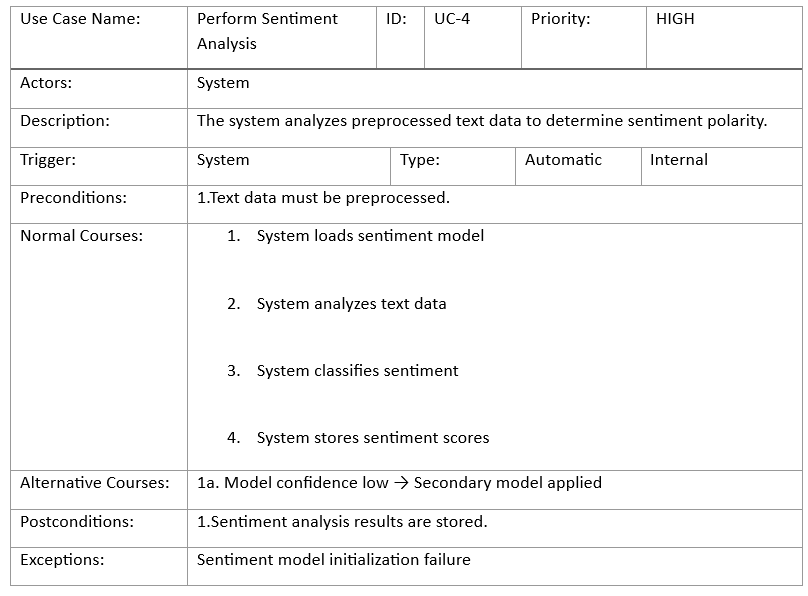 Use Case Name: Perform Sentiment Analysis ID: UC-4 Priority: HIGH
Actors: System
Description: The system analyzes preprocessed text data to determine sentiment polarity.
Trigger: System Type: Automatic Internal
Preconditions: 1.Text data must be preprocessed.
Normal Courses: 1. System loads sentiment model
2. System analyzes text data
3. System classifies sentiment
4. System stores sentiment scores
Alternative Courses: 1a. Model confidence low → Secondary model applied
Postconditions: 1.Sentiment analysis results are stored.
Exceptions: Sentiment model initialization failure